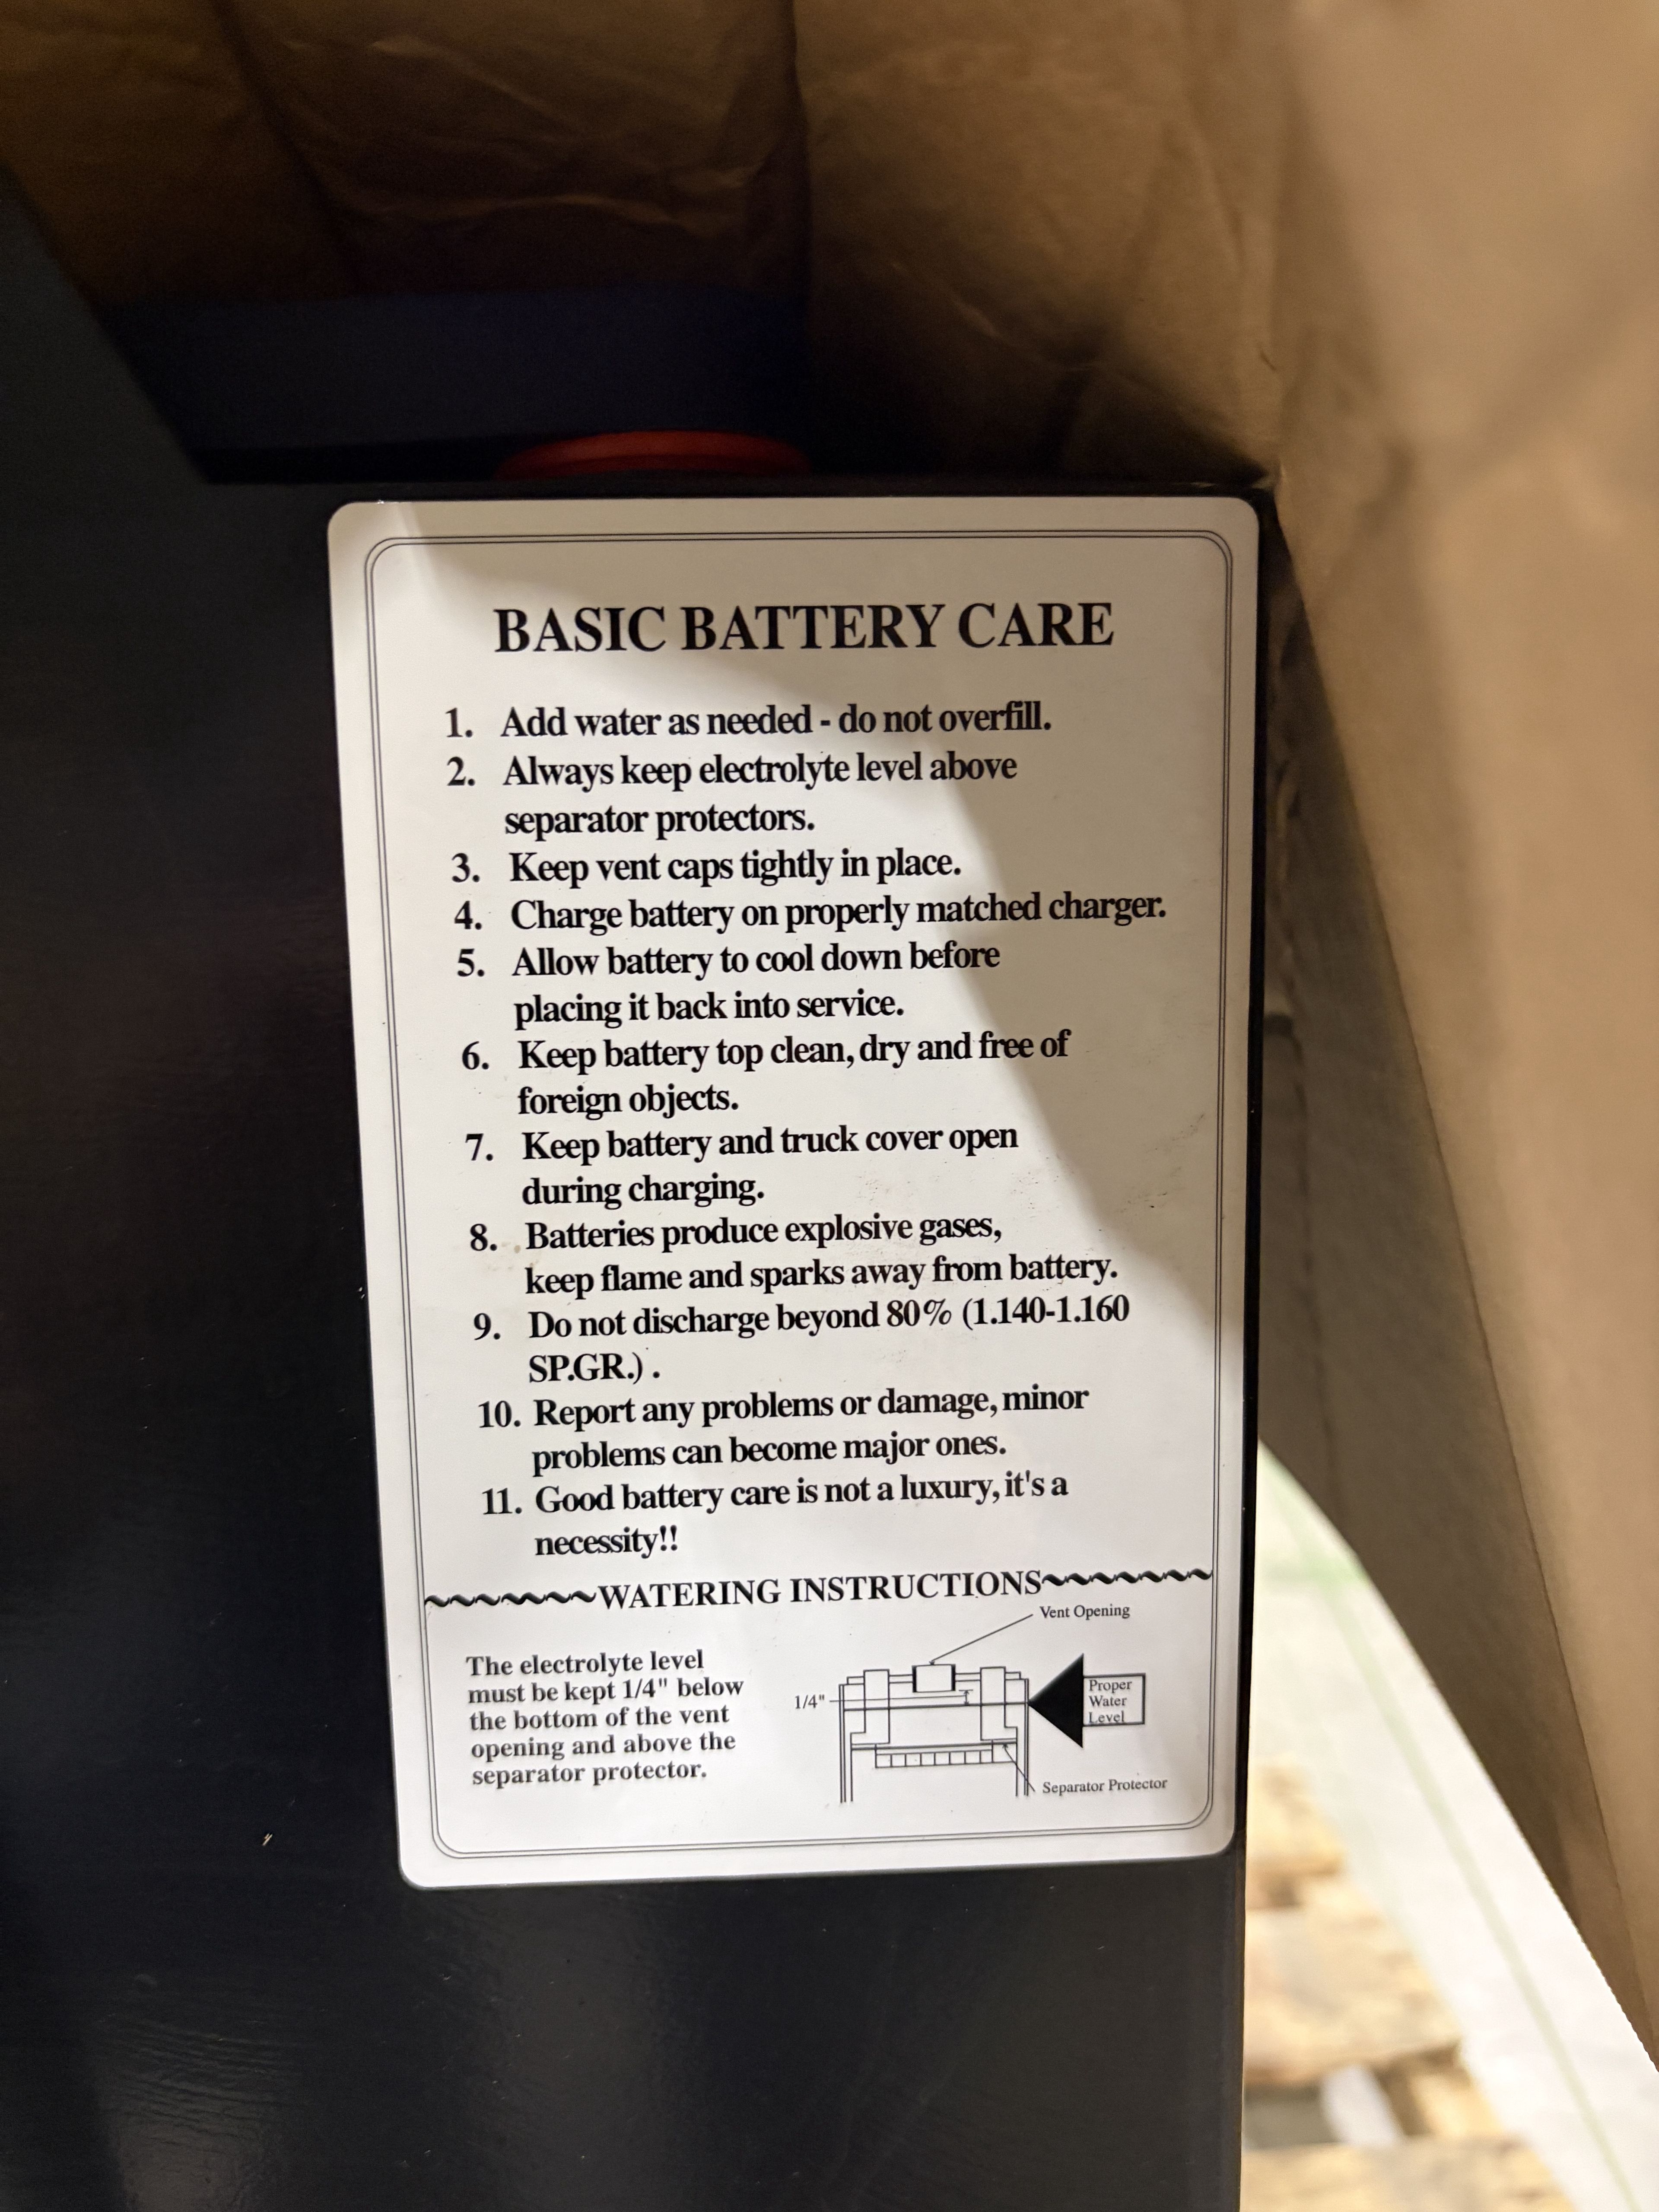 BASIC BATTERY CARE
1. Add water as needed - do not overfill.
2. Always keep electrolyte level above
separator protectors.
3. Keep vent caps tightly in place.
4. Charge battery on properly matched charger.
5. Allow battery to cool down before
placing it back into service.
6. Keep battery top clean, dry and free of
foreign objects.
7. Keep battery and truck cover open
during charging.
8. Batteries produce explosive gases,
keep flame and sparks away from battery.
9. Do not discharge beyond 80% (1.140-1.160
SP.GR.) .
10. Report any problems or damage, minor
problems can become major ones.
11. Good battery care is not a luxury, it's a
necessity!!
WATERING INSTRUCTIONS
The electrolyte level
must be kept 1/4" below
the bottom of the vent
opening and above the
separator protector.
Vent Opening
1/4"
Proper
Water
Level
Separator Protector